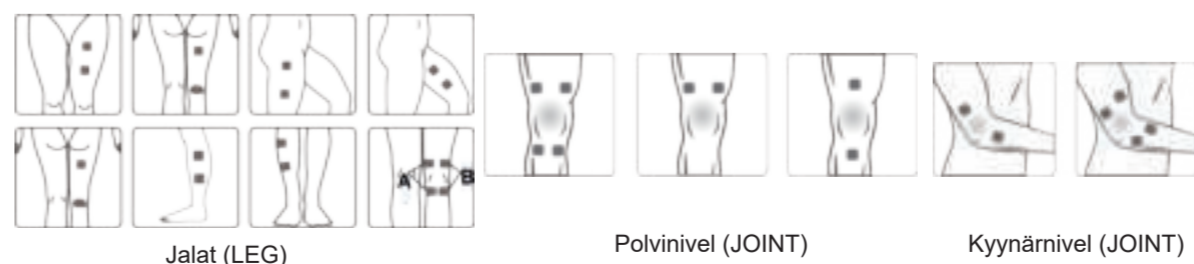 A B
Jalat (LEG)
Polvinivel (JOINT)
Kyynärnivel (JOINT)